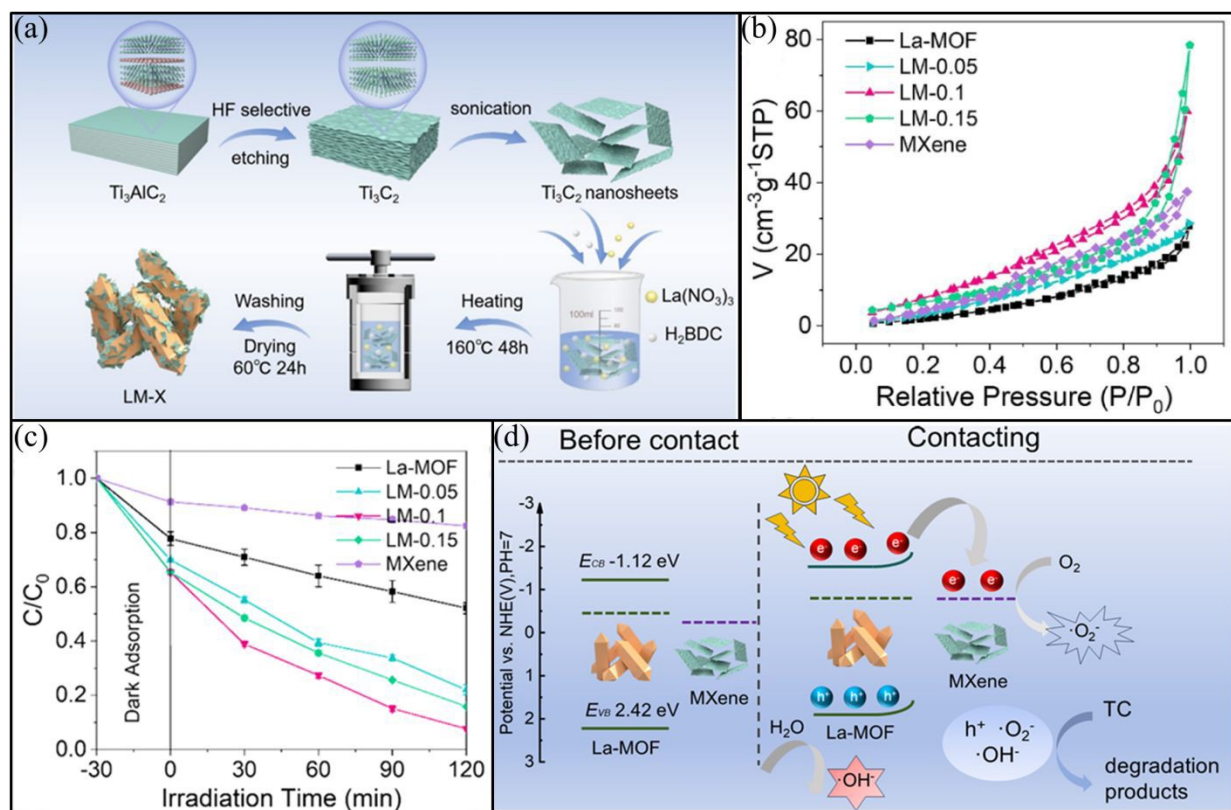 (a)
HF selective
etching
sonication
Ti₃AlC₂
Ti₃C₂
Ti₃C₂ nanosheets
La(NO₃)₃
H₂BDC
100ml
Heating
160℃ 48h
Washing
Drying
60℃ 24h
LM-X
(b)
La-MOF
LM-0.05
LM-0.1
LM-0.15
MXene
V (cm⁻³g⁻¹STP)
80
60
40
20
0
0.0 0.2 0.4 0.6 0.8 1.0
Relative Pressure (P/P₀)
(c)
La-MOF
LM-0.05
LM-0.1
LM-0.15
MXene
Dark Adsorption
C/C₀
1.0
0.8
0.6
0.4
0.2
0.0
-30 0 30 60 90 120
Irradiation Time (min)
(d)
Before contact
Contacting
Potential vs. NHE(V),PH=7
-3
-2
-1
0
1
2
3
E_CB -1.12 eV
MXene
E_VB 2.42 eV
La-MOF
e⁻ e⁻ e⁻
e⁻ e⁻
O₂
·O₂⁻
MXene
h⁺ h⁺ h⁺
La-MOF
H₂O
·OH⁻
h⁺ ·O₂⁻
·OH⁻
TC
degradation
products